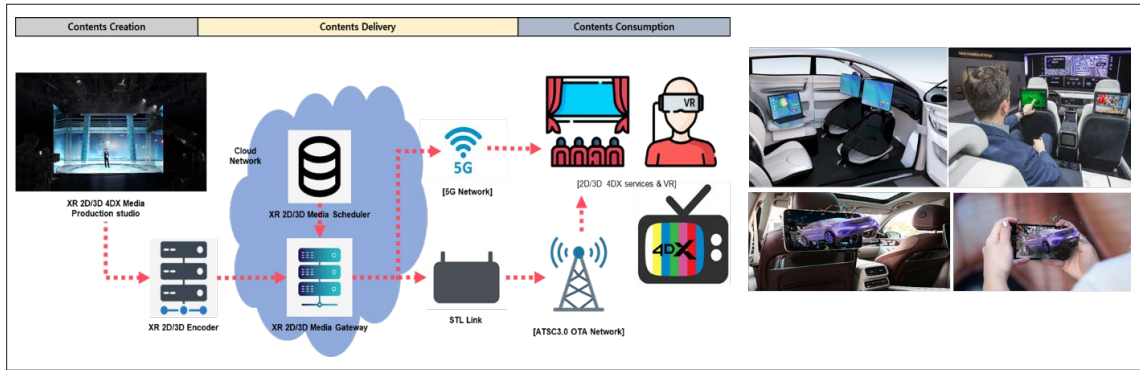 Contents Creation
Contents Delivery
Contents Consumption
Cloud
Network
XR 2D/3D 4DX Media
Production studio
XR 2D/3D Media Scheduler
5G
[5G Network]
VR
[2D/3D 4DX services & VR]
4DX
XR 2D/3D Encoder
XR 2D/3D Media Gateway
STL Link
[ATSC3.0 OTA Network]